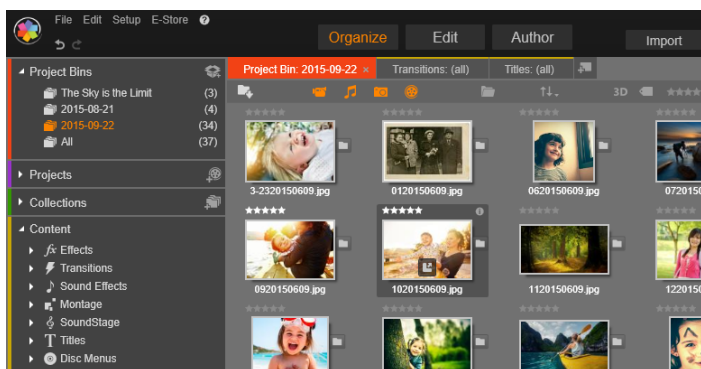 File Edit Setup E-Store ?
Organize Edit Author Import
Project Bins
The Sky is the Limit (3)
2015-08-21 (4)
2015-09-22 (34)
All (37)
Projects
Collections
Content
fx Effects
Transitions
Sound Effects
Montage
SoundStage
T Titles
Disc Menus
Project Bin: 2015-09-22 × Transitions: (all) Titles: (all)
3D
3-2320150609.jpg 0120150609.jpg 0620150609.jpg 0720150
0920150609.jpg 1020150609.jpg 1120150609.jpg 12201506